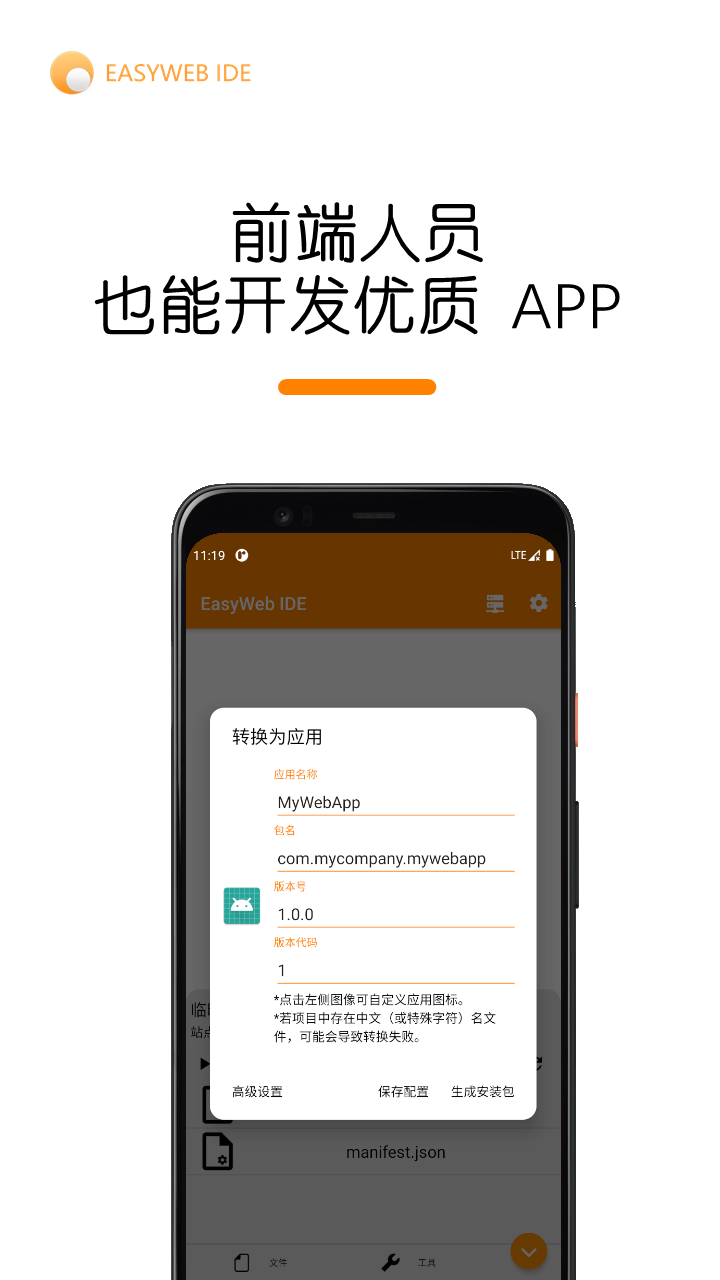 EASYWEB IDE
前端人员
也能开发优质 APP
11:19
LTE
EasyWeb IDE
转换为应用
应用名称
MyWebApp
包名
com.mycompany.mywebapp
版本号
1.0.0
版本代码
1
*点击左侧图像可自定义应用图标。
*若项目中存在中文（或特殊字符）名文
件，可能会导致转换失败。
站点
高级设置 保存配置 生成安装包
manifest.json
文件 工具